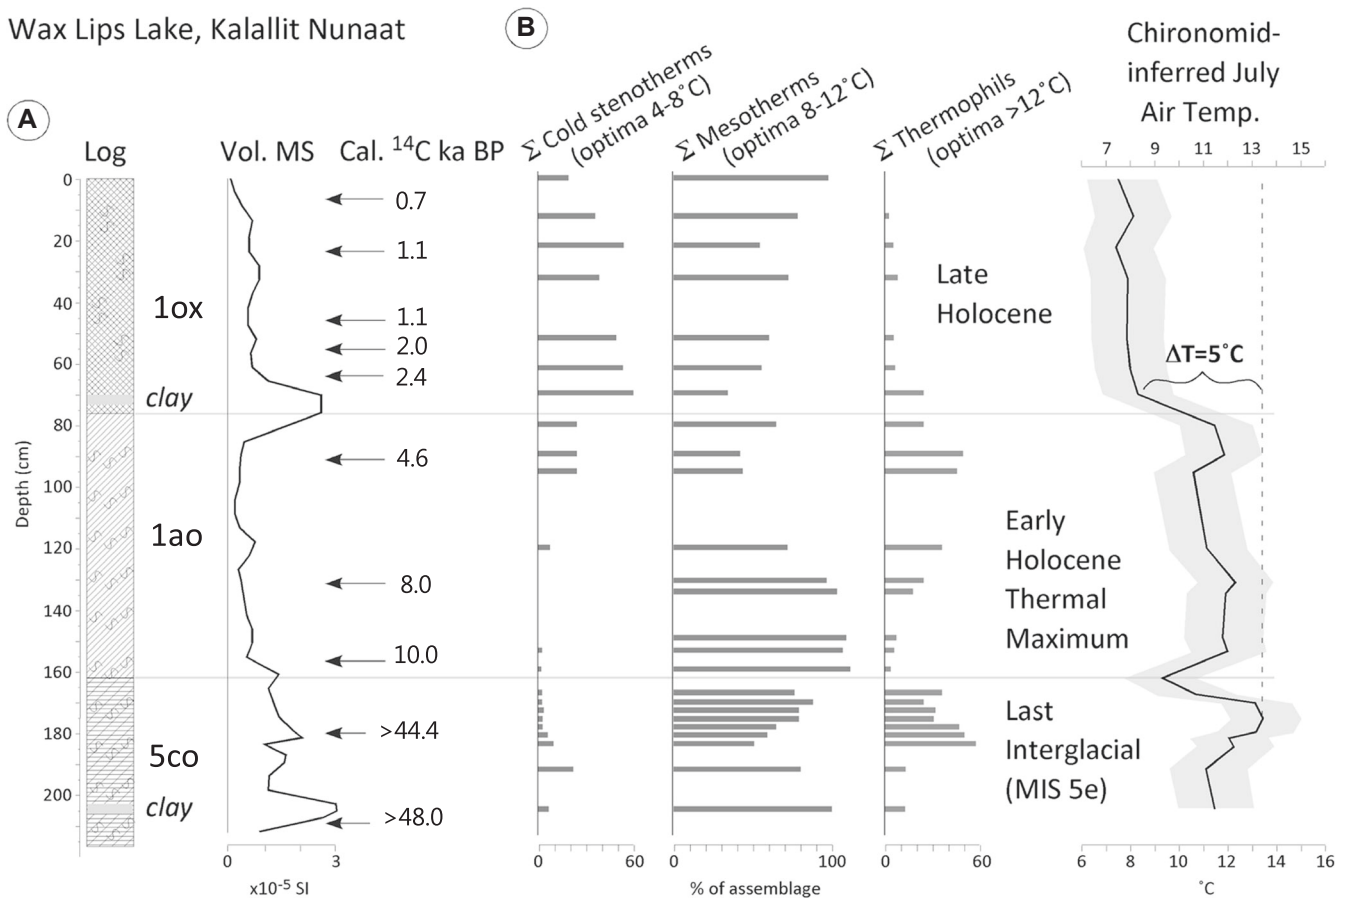 Wax Lips Lake, Kalallit Nunaat
A
Log
Vol. MS
Cal. 14C ka BP
0
20
40
60
80
100
120
140
160
180
200
Depth (cm)
1ox
clay
1ao
5co
clay
0.7
1.1
1.1
2.0
2.4
4.6
8.0
10.0
>44.4
>48.0
0 3
x10-5 SI
B
Σ Cold stenotherms
(optima 4-8˚C)
Σ Mesotherms
(optima 8-12˚C)
Σ Thermophils
(optima >12˚C)
0 60
0 100
0 60
% of assemblage
Late
Holocene
Early
Holocene
Thermal
Maximum
Last
Interglacial
(MIS 5e)
Chironomid-
inferred July
Air Temp.
7 9 11 13 15
ΔT=5˚C
6 8 10 12 14 16
˚C